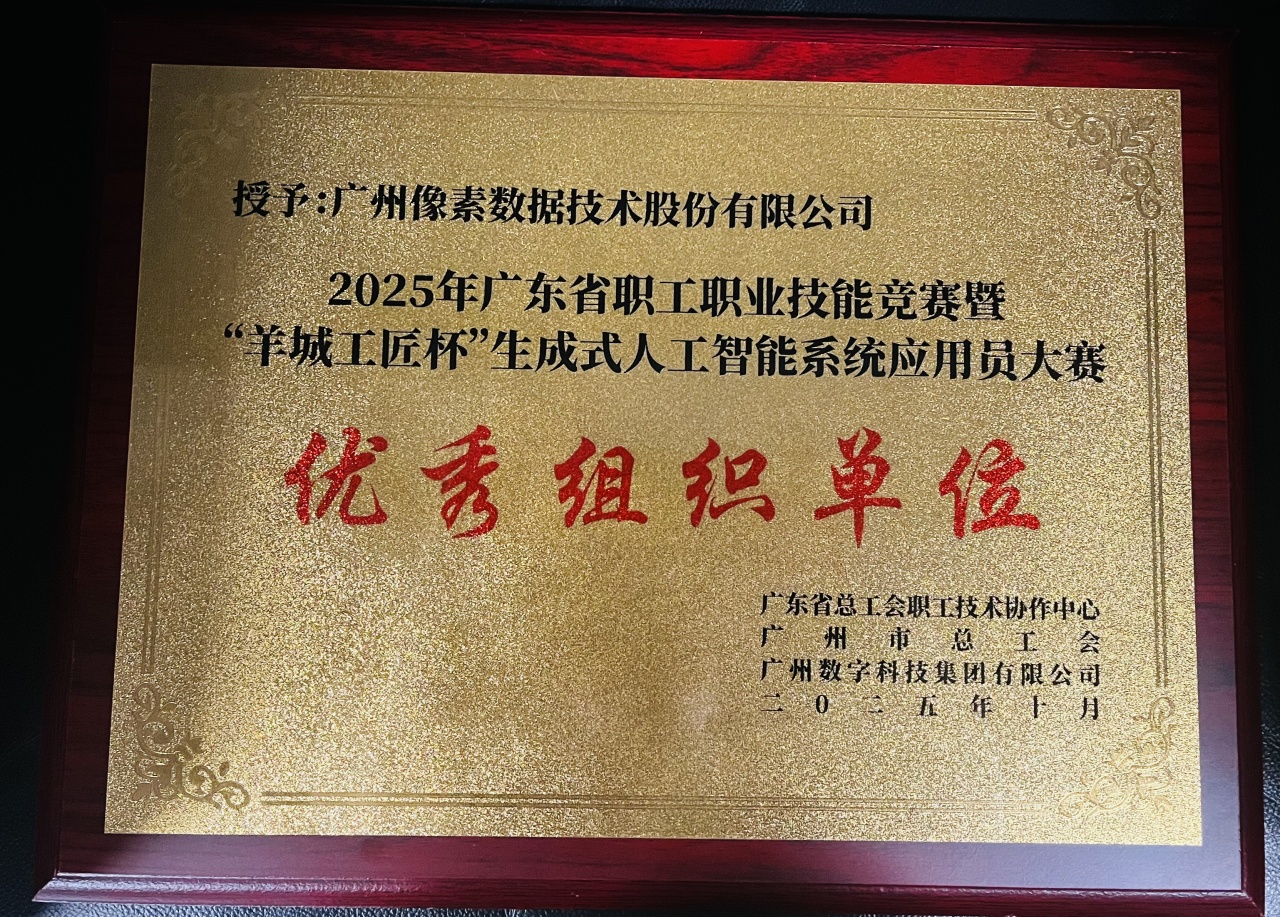 授予:广州像素数据技术股份有限公司
2025年广东省职工职业技能竞赛暨
“羊城工匠杯”生成式人工智能系统应用员大赛
优秀组织单位
广东省总工会职工技术协作中心
广州市总工会
广州数字科技集团有限公司
二0二五年十月